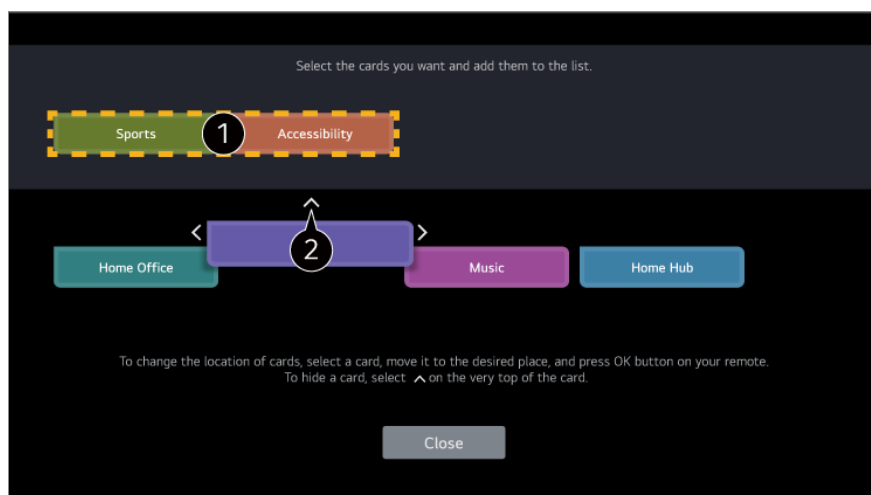 Select the cards you want and add them to the list.
Sports 1 Accessibility
2
Home Office Music Home Hub
To change the location of cards, select a card, move it to the desired place, and press OK button on your remote.
To hide a card, select ︿ on the very top of the card.
Close